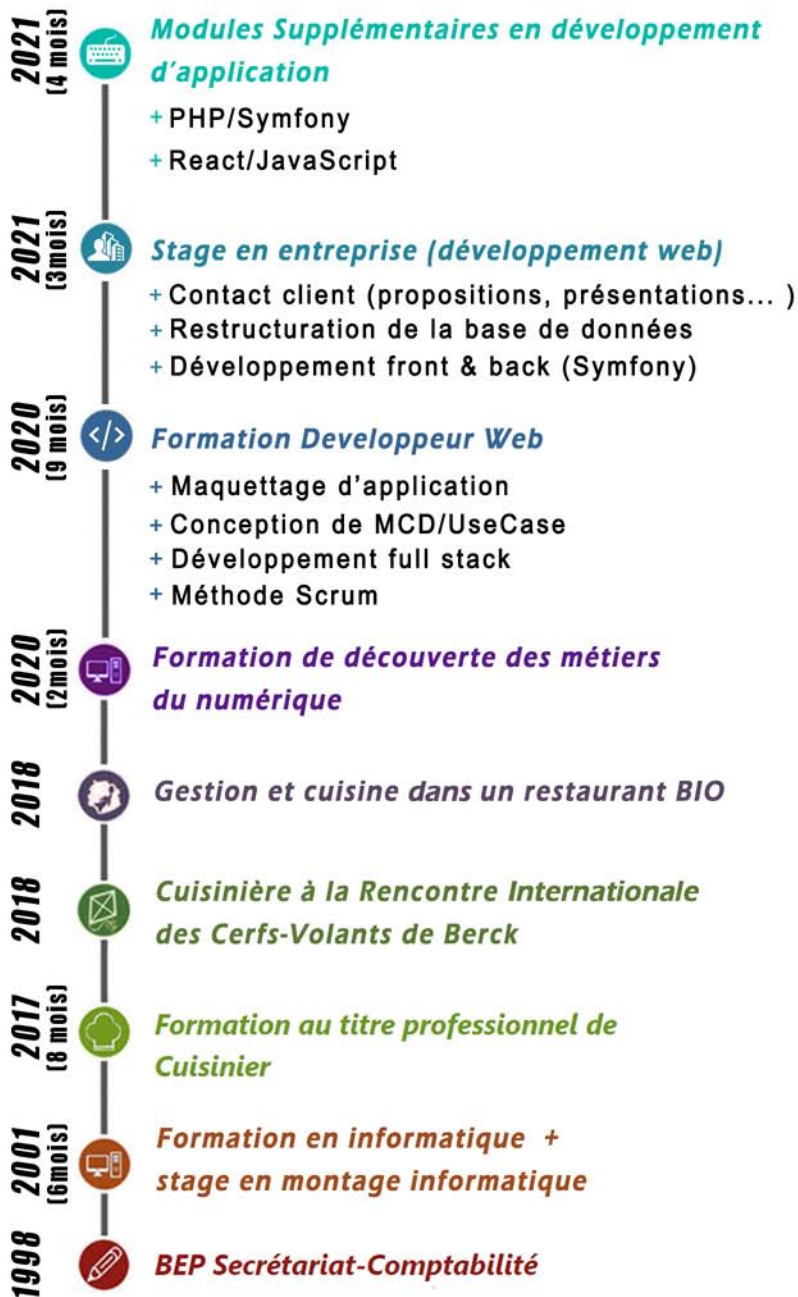 2021
(4 mois)
Modules Supplémentaires en développement
d'application
+ PHP/Symfony
+ React/JavaScript
2021
(3mois)
Stage en entreprise (développement web)
+ Contact client (propositions, présentations... )
+ Restructuration de la base de données
+ Développement front & back (Symfony)
2020
(9 mois)
</>
Formation Developpeur Web
+ Maquettage d'application
+ Conception de MCD/UseCase
+ Développement full stack
+ Méthode Scrum
2020
(2mois)
Formation de découverte des métiers
du numérique
2018
Gestion et cuisine dans un restaurant BIO
2018
Cuisinière à la Rencontre Internationale
des Cerfs-Volants de Berck
2017
(8 mois)
Formation au titre professionnel de
Cuisinier
2001
(6mois)
Formation en informatique +
stage en montage informatique
1998
BEP Secrétariat-Comptabilité